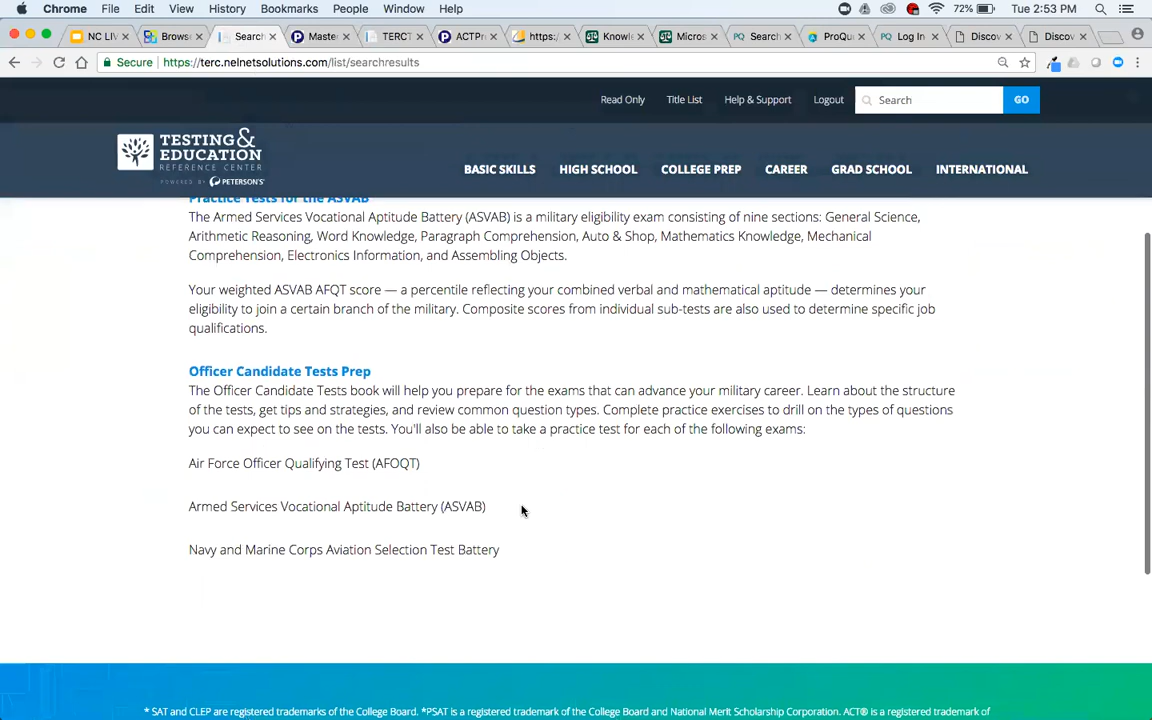 Chrome File Edit View History Bookmarks People Window Help 72% Tue 2:53 PM
NC LIV Browse Search Master TERCT ACTPr https:/ Knowl Micros Search ProQu Log In Discov Discov
Secure https://terc.nelnetsolutions.com/list/searchresults
Read Only Title List Help & Support Logout Search GO
TESTING &
EDUCATION
REFERENCE CENTER
POWERED BY PETERSON'S
BASIC SKILLS HIGH SCHOOL COLLEGE PREP CAREER GRAD SCHOOL INTERNATIONAL
Practice Tests for the ASVAB
The Armed Services Vocational Aptitude Battery (ASVAB) is a military eligibility exam consisting of nine sections: General Science,
Arithmetic Reasoning, Word Knowledge, Paragraph Comprehension, Auto & Shop, Mathematics Knowledge, Mechanical
Comprehension, Electronics Information, and Assembling Objects.
Your weighted ASVAB AFQT score — a percentile reflecting your combined verbal and mathematical aptitude — determines your
eligibility to join a certain branch of the military. Composite scores from individual sub-tests are also used to determine specific job
qualifications.
Officer Candidate Tests Prep
The Officer Candidate Tests book will help you prepare for the exams that can advance your military career. Learn about the structure
of the tests, get tips and strategies, and review common question types. Complete practice exercises to drill on the types of questions
you can expect to see on the tests. You'll also be able to take a practice test for each of the following exams:
Air Force Officer Qualifying Test (AFOQT)
Armed Services Vocational Aptitude Battery (ASVAB)
Navy and Marine Corps Aviation Selection Test Battery
* SAT and CLEP are registered trademarks of the College Board. *PSAT is a registered trademark of the College Board and National Merit Scholarship Corporation. ACT® is a registered trademark of